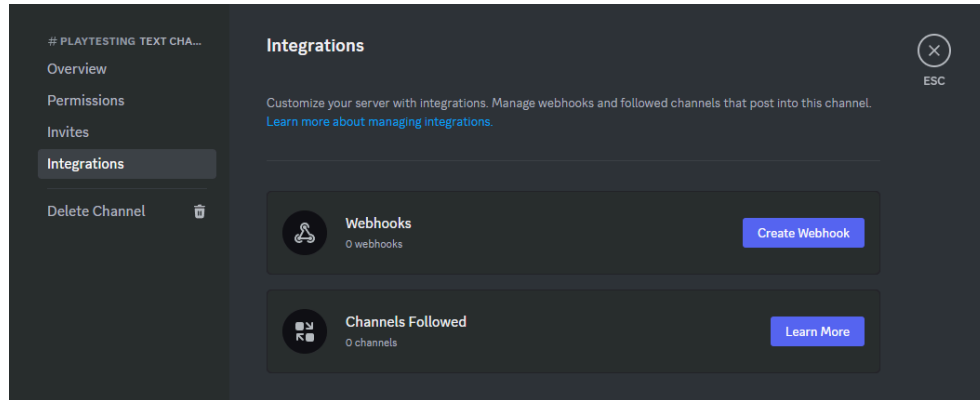 # PLAYTESTING TEXT CHA...
Overview
Permissions
Invites
Integrations
Delete Channel
Integrations
ESC
Customize your server with integrations. Manage webhooks and followed channels that post into this channel.
Learn more about managing integrations.
Webhooks
0 webhooks
Create Webhook
Channels Followed
0 channels
Learn More